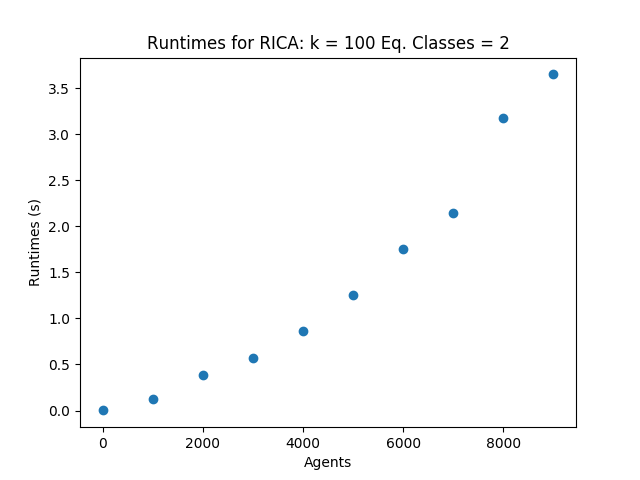 Runtimes for RICA: k = 100 Eq. Classes = 2
3.5
3.0
2.5
2.0
1.5
1.0
0.5
0.0
Runtimes (s)
0 2000 4000 6000 8000
Agents